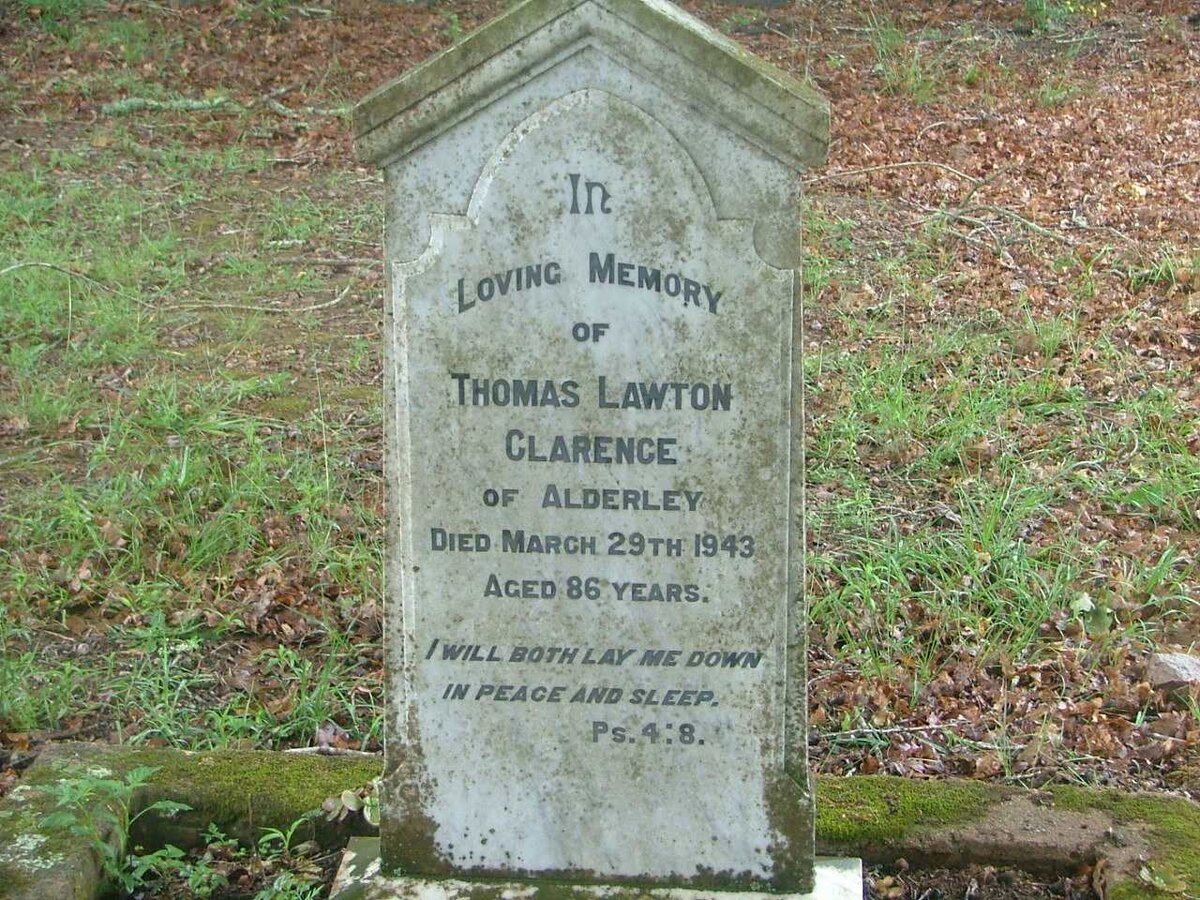 In
LOVING MEMORY
OF
THOMAS LAWTON
CLARENCE
OF ALDERLEY
DIED MARCH 29TH 1943
AGED 86 YEARS.
I WILL BOTH LAY ME DOWN
IN PEACE AND SLEEP.
PS. 4:8.